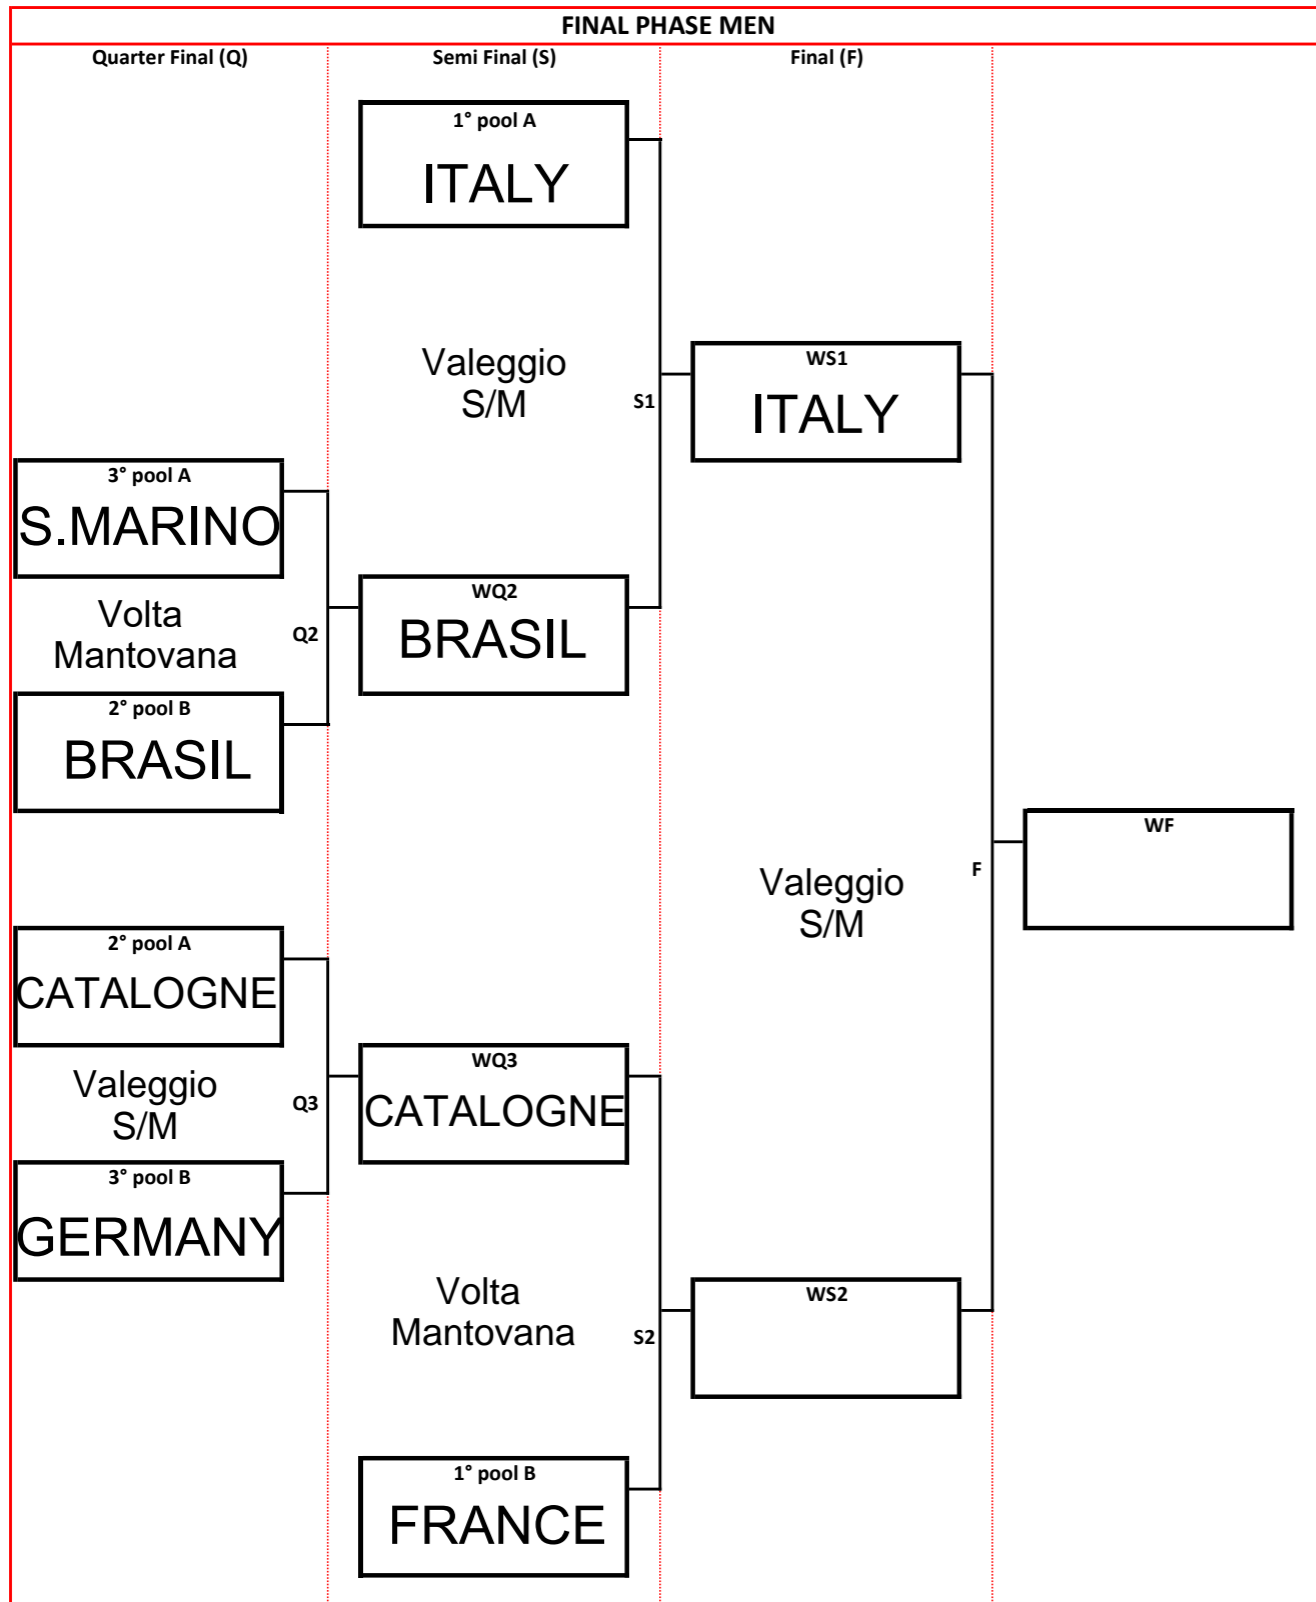 FINAL PHASE MEN
Quarter Final (Q)
Semi Final (S)
Final (F)
1° pool A
ITALY
Valeggio
S/M
S1
WS1
ITALY
3° pool A
S.MARINO
Volta
Mantovana
Q2
2° pool B
BRASIL
WQ2
BRASIL
WF
Valeggio
S/M
F
2° pool A
CATALOGNE
Valeggio
S/M
Q3
3° pool B
GERMANY
WQ3
CATALOGNE
Volta
Mantovana
S2
WS2
1° pool B
FRANCE